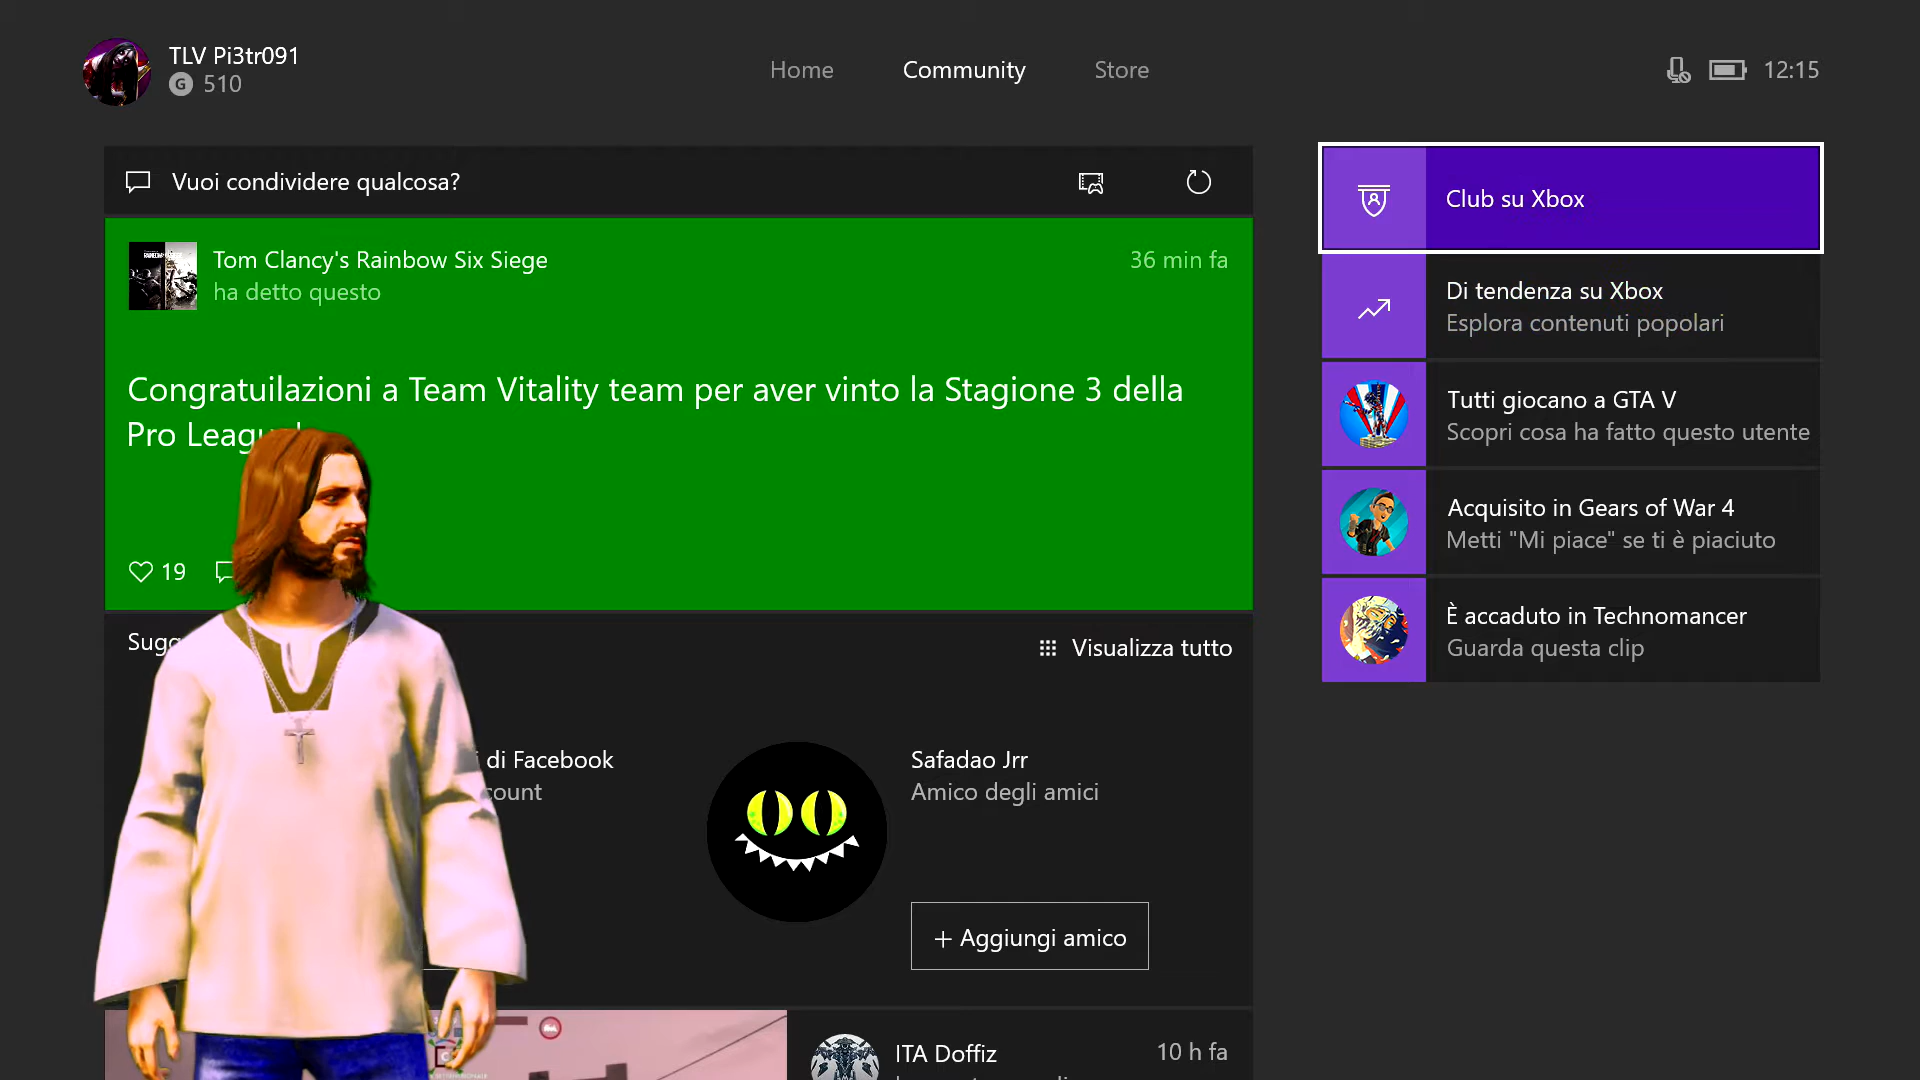 TLV Pi3tr091
G 510
Home
Community
Store
12:15
Vuoi condividere qualcosa?
Tom Clancy's Rainbow Six Siege
36 min fa
ha detto questo
Congratuilazioni a Team Vitality team per aver vinto la Stagione 3 della
Pro
19
Visualizza tutto
di Facebook
Safadao Jrr
Amico degli amici
+ Aggiungi amico
ITA Doffiz
10 h fa
Club su Xbox
Di tendenza su Xbox
Esplora contenuti popolari
Tutti giocano a GTA V
Scopri cosa ha fatto questo utente
Acquisito in Gears of War 4
Metti "Mi piace" se ti è piaciuto
È accaduto in Technomancer
Guarda questa clip